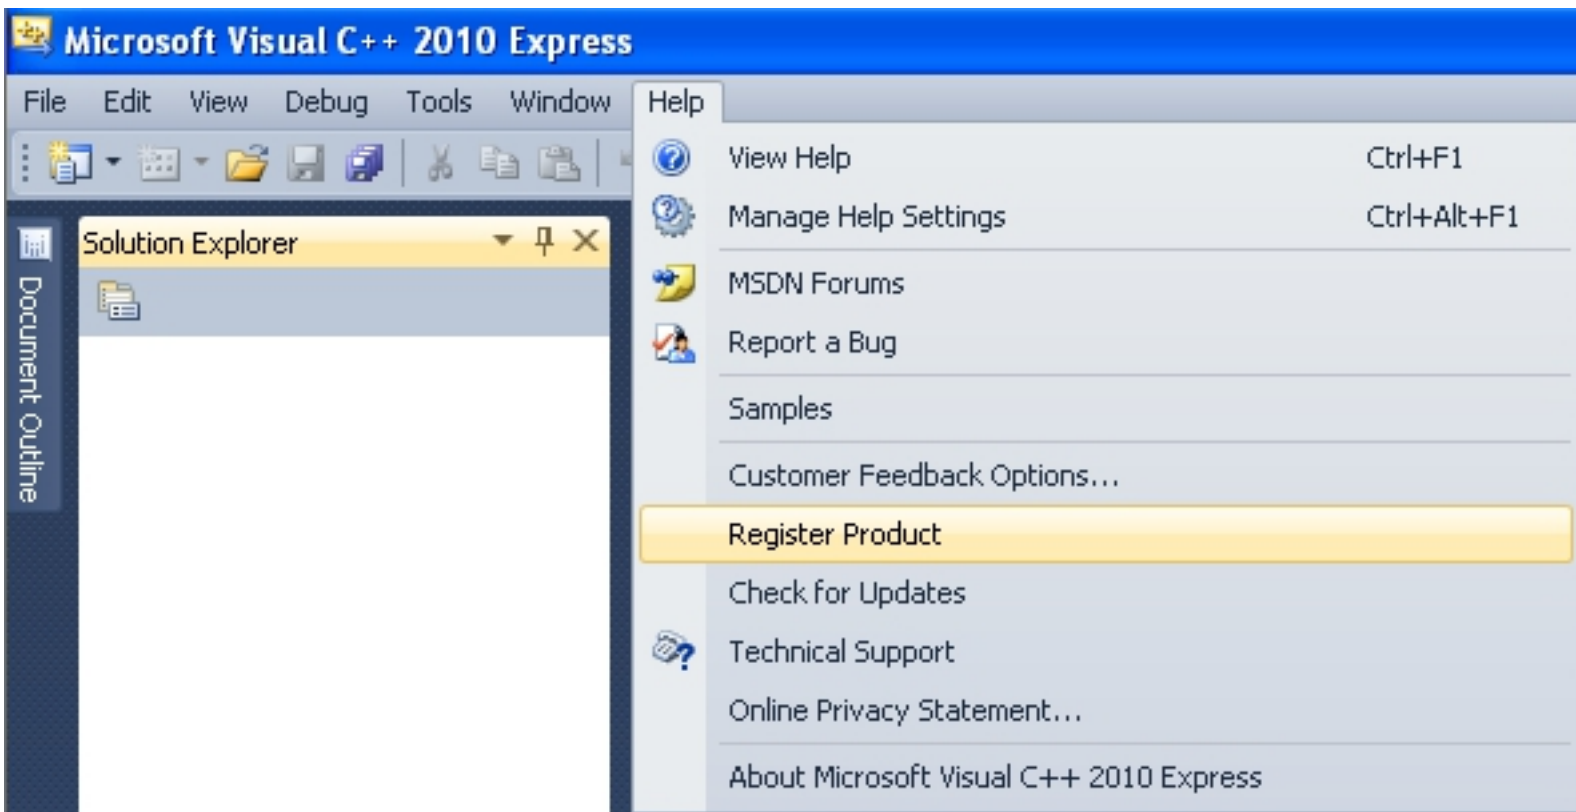 Microsoft Visual C++ 2010 Express
File Edit View Debug Tools Window Help
View Help Ctrl+F1
Manage Help Settings Ctrl+Alt+F1
Solution Explorer
MSDN Forums
Report a Bug
Document Outline
Samples
Customer Feedback Options...
Register Product
Check for Updates
Technical Support
Online Privacy Statement...
About Microsoft Visual C++ 2010 Express